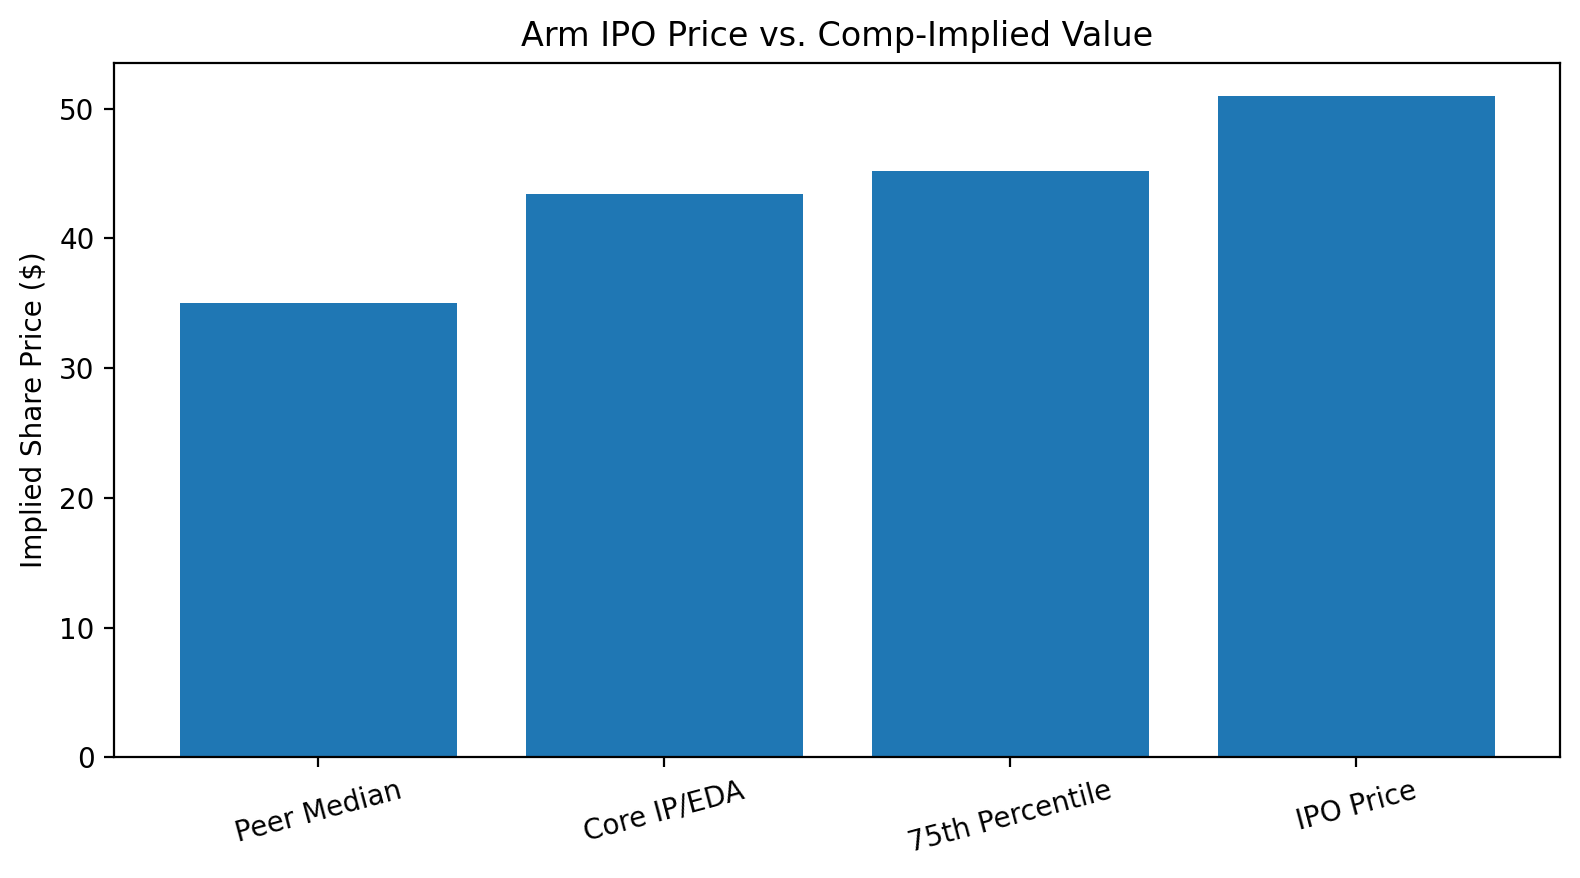 Arm IPO Price vs. Comp-Implied Value
Implied Share Price ($)
50
40
30
20
10
0
Peer Median
Core IP/EDA
75th Percentile
IPO Price